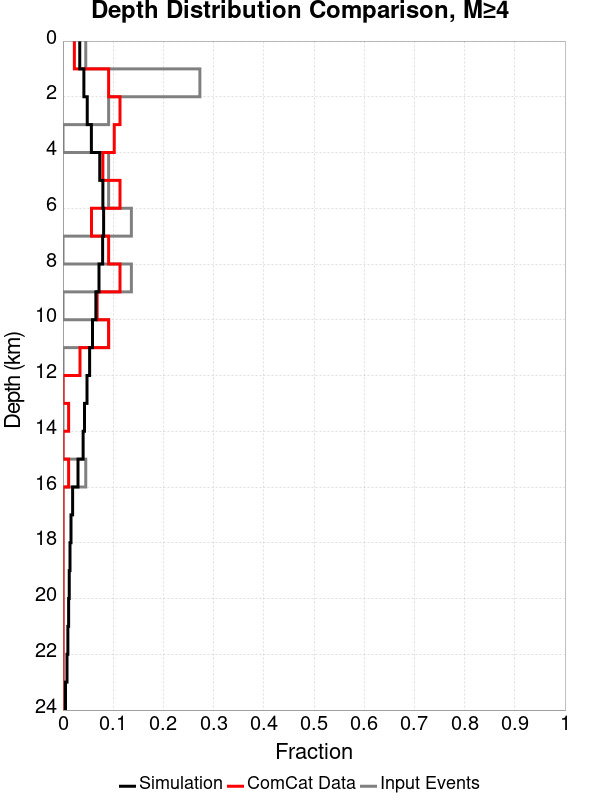 Depth Distribution Comparison, M≥4
0
2
4
6
8
10
12
14
16
18
20
22
24
Depth (km)
0 0.1 0.2 0.3 0.4 0.5 0.6 0.7 0.8 0.9 1
Fraction
Simulation ComCat Data Input Events